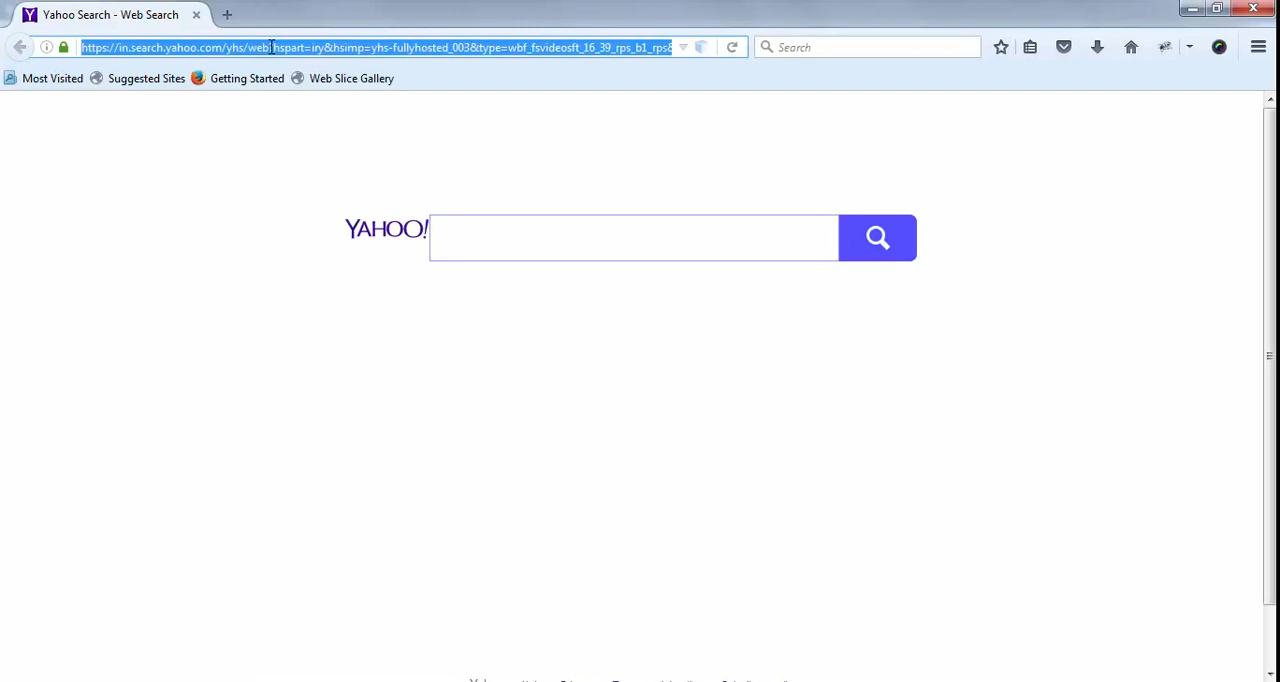 Yahoo Search - Web Search
https://in.search.yahoo.com/yhs/web?hspart=iry&hsimp=yhs-fullyhosted_003&type=wbf_fsvideosft_16_39_rps_b1_rps&
Search
Most Visited Suggested Sites Getting Started Web Slice Gallery
YAHOO!